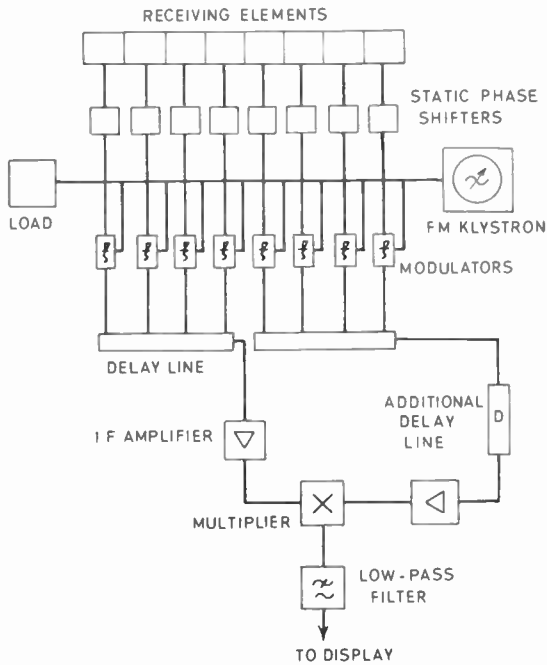 RECEIVING ELEMENTS
STATIC PHASE
SHIFTERS
LOAD
FM KLYSTRON
MODULATORS
DELAY LINE
ADDITIONAL
DELAY
LINE
D
I F AMPLIFIER
MULTIPLIER
LOW-PASS
FILTER
TO DISPLAY